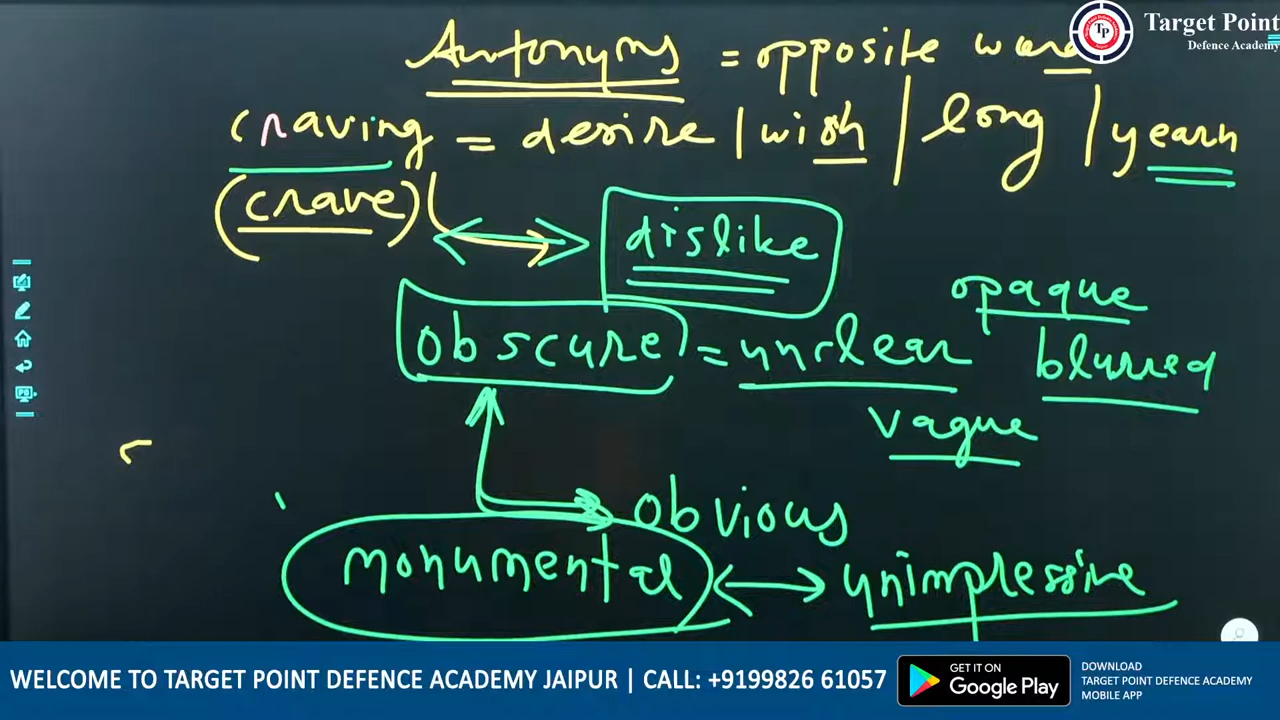 Target Point
Defence Academy
Antonyms = opposite word
craving = desire / wish / long / yearn
(crave) dislike
opaque
obscure = unclear blurred
vague
obvious
monumental unimpressive
WELCOME TO TARGET POINT DEFENCE ACADEMY JAIPUR | CALL: +9199826 61057
GET IT ON
Google Play
DOWNLOAD
TARGET POINT DEFENCE ACADEMY
MOBILE APP